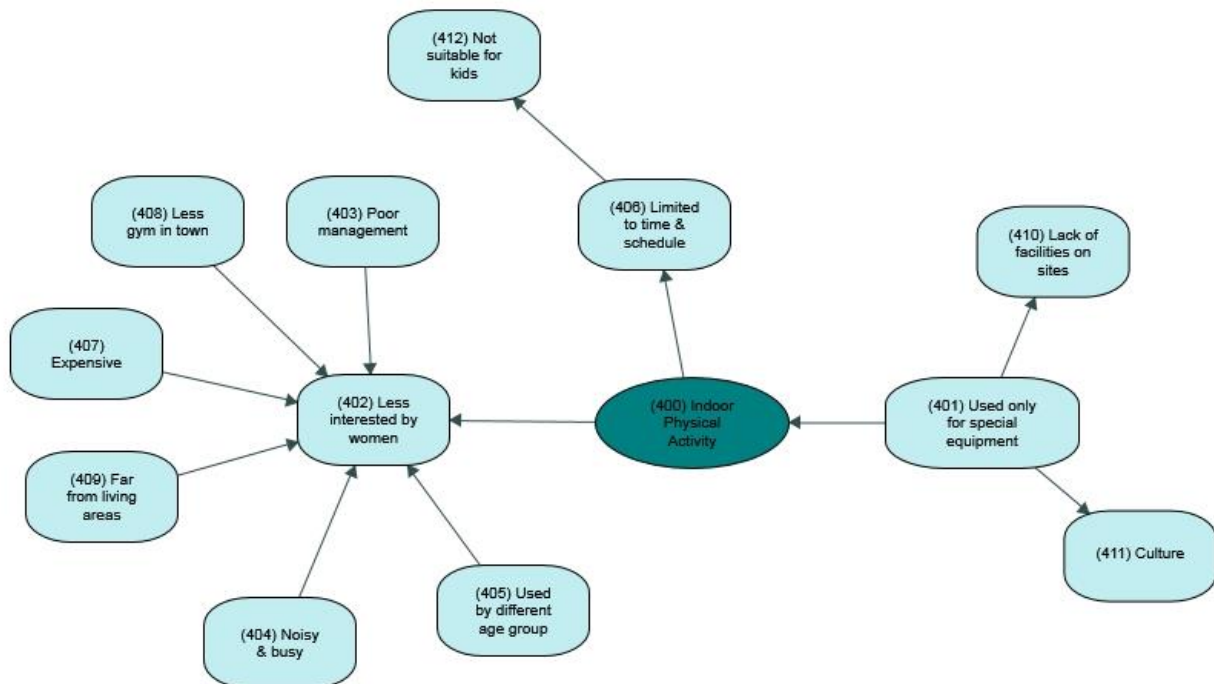 (412) Not
suitable for
kids
(408) Less
gym in town
(403) Poor
management
(406) Limited
to time &
schedule
(410) Lack of
facilities on
sites
(407)
Expensive
(402) Less
interested by
women
(400) Indoor
Physical
Activity
(401) Used only
for special
equipment
(409) Far
from living
areas
(411) Culture
(405) Used
by different
age group
(404) Noisy
& busy